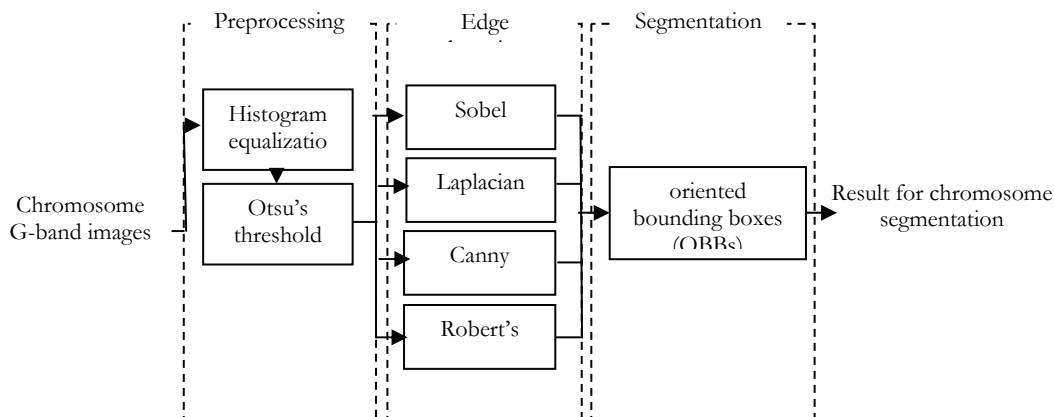 Preprocessing
Edge
Segmentation
Histogram
equalizatio
Otsu's
threshold
Chromosome
G-band images
Sobel
Laplacian
Canny
Robert's
oriented
bounding boxes
(OBBs)
Result for chromosome
segmentation